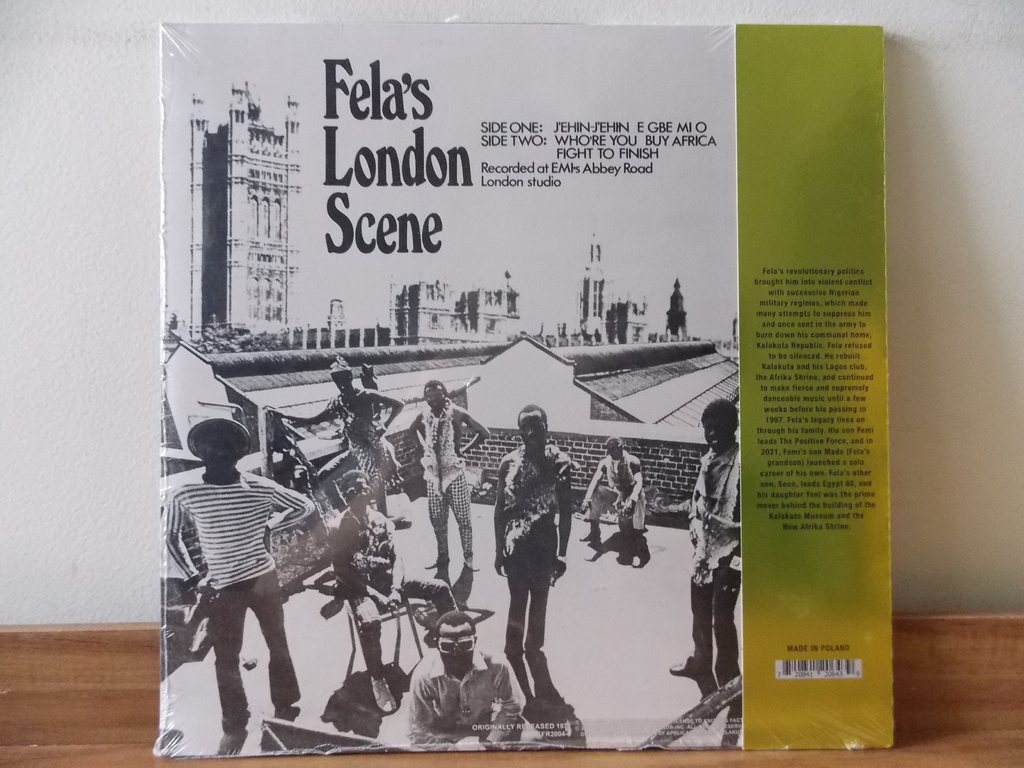 Fela's
London
Scene
SIDE ONE: J'EHIN-J'EHIN E GBE MI O
SIDE TWO: WHO'RE YOU BUY AFRICA
FIGHT TO FINISH
Recorded at EMI's Abbey Road
London studio
Fela's revolutionary politics
brought him into violent conflict
with successive Nigerian
military regimes, which made
many attempts to suppress him
and once sent in the army to
burn down his communal home,
Kalakuta Republic. Fela refused
to be silenced. He rebuilt
Kalakuta and his Lagos club,
the Afrika Shrine, and continued
to make fierce and supremely
danceable music until a few
weeks before his passing in
1997. Fela's legacy lives on
through his family. His son Femi
leads The Positive Force, and in
2021, Femi's son Made (Fela's
grandson) launched a solo
career of his own. Fela's other
son, Seun, leads Egypt 80, and
his daughter Yeni was the prime
mover behind the building of the
Kalakuta Museum and the
New Afrika Shrine.
MADE IN POLAND
ORIGINALLY RELEASED